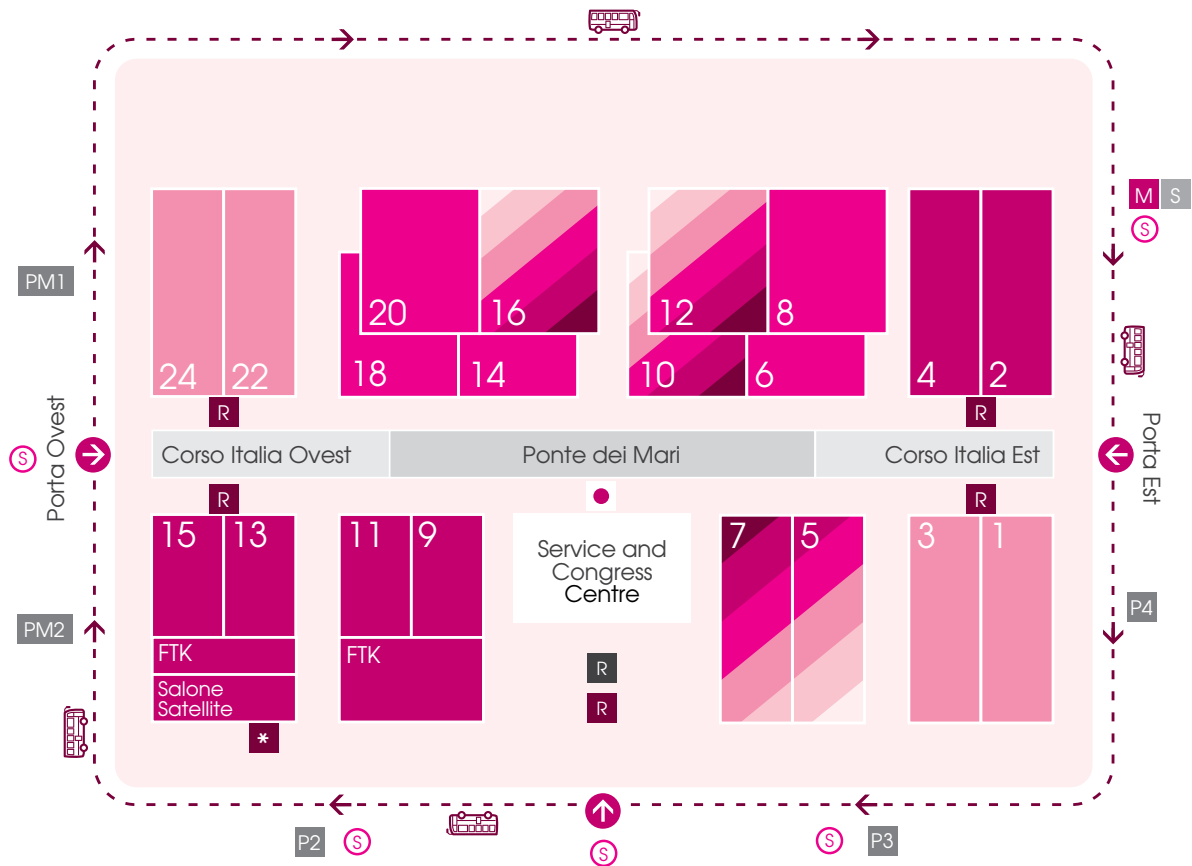 M S
S
PM1
20
16
12
8
24
22
18
14
10
6
4
2
R
R
S
Porta Ovest
Corso Italia Ovest
Ponte dei Mari
Corso Italia Est
Porta Est
R
R
15
13
11
9
Service and
Congress
Centre
7
5
3
1
PM2
P4
FTK
FTK
Salone
Satellite
R
R
*
P2
S
S
S
P3